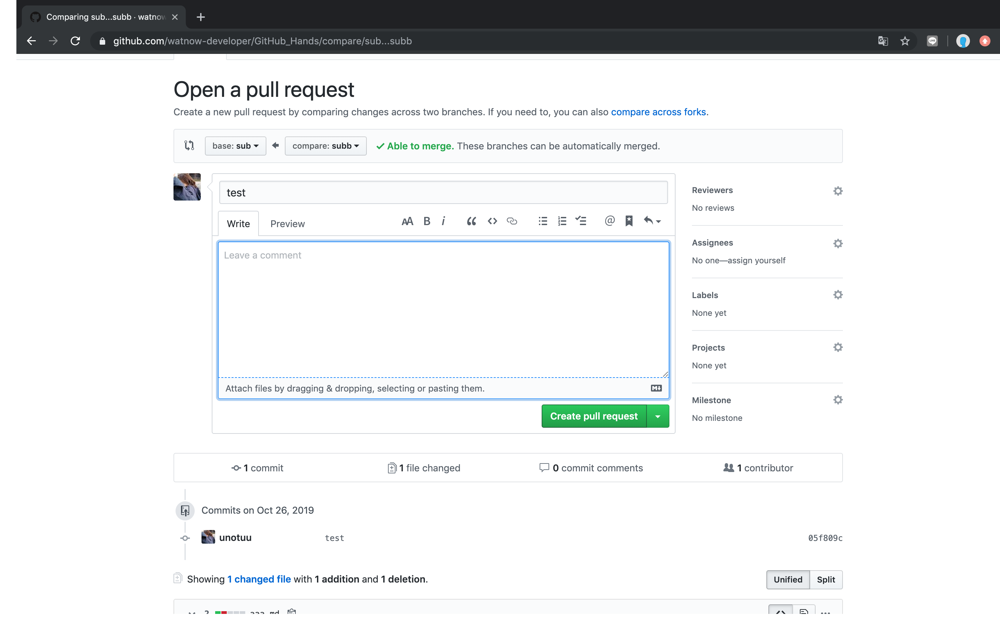 Comparing sub...subb · watnow
github.com/watnow-developer/GitHub_Hands/compare/sub...subb
LINE
Open a pull request
Create a new pull request by comparing changes across two branches. If you need to, you can also compare across forks.
base: sub
compare: subb
Able to merge. These branches can be automatically merged.
test
Write
Preview
AA B i
@
Leave a comment
Attach files by dragging & dropping, selecting or pasting them.
Create pull request
Reviewers
No reviews
Assignees
No one—assign yourself
Labels
None yet
Projects
None yet
Milestone
No milestone
1 commit
1 file changed
0 commit comments
1 contributor
Commits on Oct 26, 2019
unotuu
test
05f809c
Showing 1 changed file with 1 addition and 1 deletion.
Unified
Split
2
aaa.md